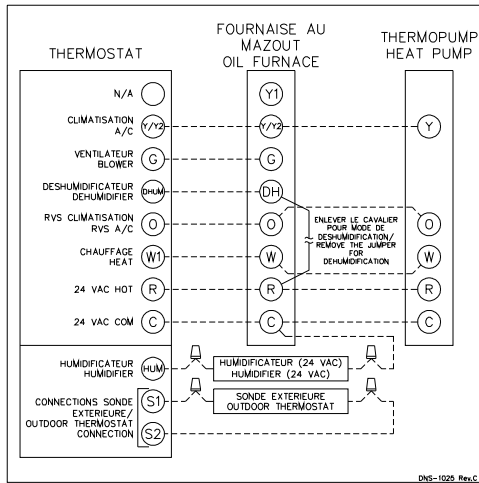 THERMOSTAT
FOURNAISE AU
MAZOUT
OIL FURNACE
THERMOPUMP
HEAT PUMP
N/A
Y1
CLIMATISATION
A/C
Y/Y2
Y/Y2
Y
VENTILATEUR
BLOWER
G
G
DESHUMIDIFICATEUR
DEHUMIDIFIER
DHUM
DH
RVS CLIMATISATION
RVS A/C
O
O
O
ENLEVER LE CAVALIER
POUR MODE DE
DESHUMIDIFICATION/
REMOVE THE JUMPER
FOR
DEHUMIDIFICATION
CHAUFFAGE
HEAT
W1
W
W
24 VAC HOT
R
R
R
24 VAC COM
C
C
C
HUMIDIFICATEUR
HUMIDIFIER
HUM
HUMIDIFICATEUR (24 VAC)
HUMIDIFIER (24 VAC)
CONNECTIONS SONDE
EXTERIEURE/
OUTDOOR THERMOSTAT
CONNECTION
S1
S2
SONDE EXTERIEURE
OUTDOOR THERMOSTAT
DNS-1025 Rev.C